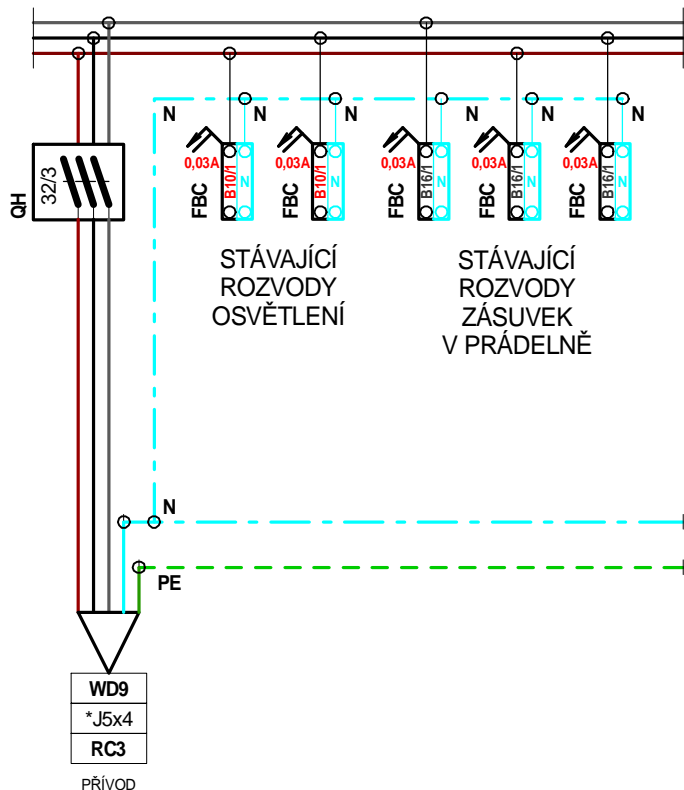 N N N N N N
QH 32/3
0,03A FBC B10/1 N
0,03A FBC B10/1 N
0,03A FBC B16/1 N
0,03A FBC B16/1 N
0,03A FBC B16/1 N
STÁVAJÍCÍ
ROZVODY
OSVĚTLENÍ
STÁVAJÍCÍ
ROZVODY
ZÁSUVEK
V PRÁDELNĚ
N
PE
WD9
*J5x4
RC3
PŘÍVOD